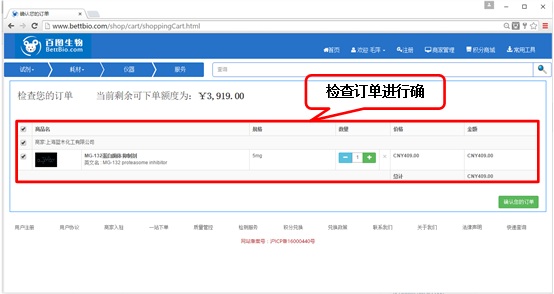 确认您的订单
www.bettbio.com/shop/cart/shoppingCart.html
百图生物
BettBio.com
首页 欢迎 毛萍 注册 商家管理 积分商城 常用工具
试剂 耗材 仪器 服务 查询
检查您的订单 当前剩余可下单额度为：￥3,919.00
检查订单进行确
商品名 规格 数量 价格 金额
商家:上海蓝木化工有限公司
MG-132蛋白酶体抑制剂 5mg 1 × CNY409.00 CNY409.00
英文名 : MG-132 proteasome inhibitor
总计 CNY409.00
确认您的订单
用户注册 用户协议 商家入驻 一站下单 质量管控 检测服务 积分兑换 兑换政策 联系我们 关于我们 法律声明 快速查询
网站备案号：沪ICP备16000440号